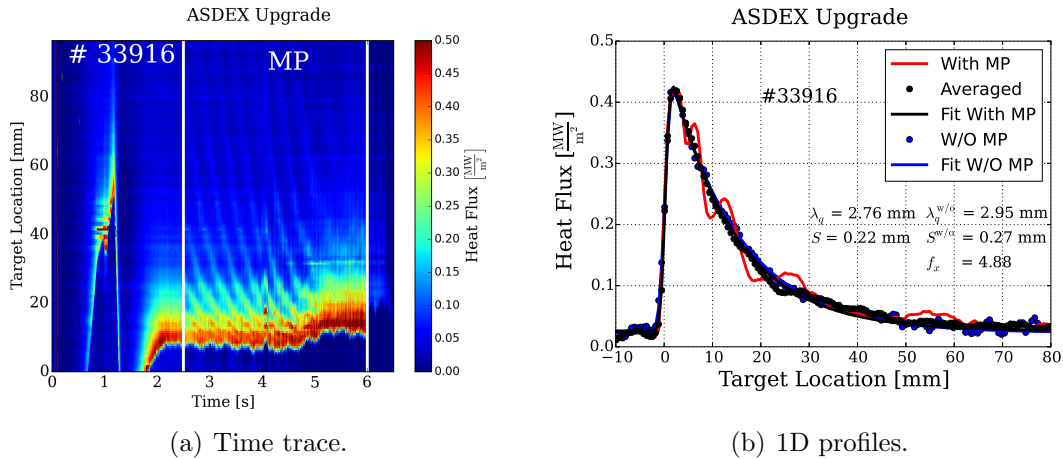 ASDEX Upgrade
# 33916
MP
Target Location [mm]
80
60
40
20
0
0 1 2 3 4 5 6
Time [s]
0.50
0.45
0.40
0.35
0.30
0.25
0.20
0.15
0.10
0.05
0.00
Heat Flux [MW/m²]
(a) Time trace.
ASDEX Upgrade
#33916
With MP
Averaged
Fit With MP
W/O MP
Fit W/O MP
λq = 2.76 mm λq^w/o = 2.95 mm
S = 0.22 mm S^w/o = 0.27 mm
fx = 4.88
Heat Flux [MW/m²]
0.5
0.4
0.3
0.2
0.1
0.0
−10 0 10 20 30 40 50 60 70 80
Target Location [mm]
(b) 1D profiles.